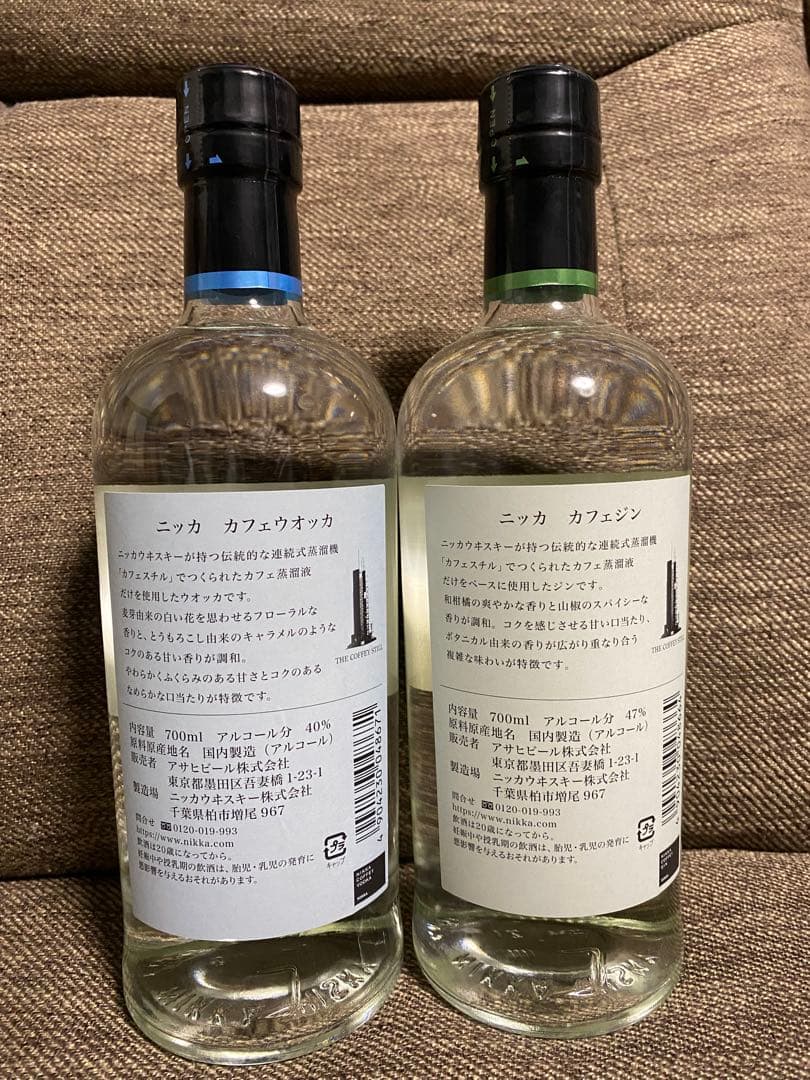 OPEN
ニッカ カフェウオッカ
ニッカウヰスキーが持つ伝統的な連続式蒸溜機
「カフェスチル」でつくられたカフェ蒸溜液
だけを使用したウオッカです。
麦芽由来の白い花を思わせるフローラルな
香りと、とうもろこし由来のキャラメルのような
コクのある甘い香りが調和。
やわらかくふくらみのある甘さとコクのある
なめらかな口当たりが特徴です。
THE COFFEY STILL
内容量 700ml アルコール分 40%
原料原産地名 国内製造（アルコール）
販売者 アサヒビール株式会社
東京都墨田区吾妻橋 1-23-1
製造場 ニッカウヰスキー株式会社
千葉県柏市増尾 967
問合せ 0120-019-993
https://www.nikka.com
飲酒は20歳になってから。
妊娠中や授乳期の飲酒は、胎児・乳児の発育に
悪影響を与えるおそれがあります。
プラ
キャップ
4 904230 049671
NIKKA
COFFEY
VODKA
OPEN
ニッカ カフェジン
ニッカウヰスキーが持つ伝統的な連続式蒸溜機
「カフェスチル」でつくられたカフェ蒸溜液
だけをベースに使用したジンです。
和柑橘の爽やかな香りと山椒のスパイシーな
香りが調和。コクを感じさせる甘い口当たり、
ボタニカル由来の香りが広がり重なり合う
複雑な味わいが特徴です。
THE COFFEY STILL
内容量 700ml アルコール分 47%
原料原産地名 国内製造（アルコール）
販売者 アサヒビール株式会社
東京都墨田区吾妻橋 1-23-1
製造場 ニッカウヰスキー株式会社
千葉県柏市増尾 967
問合せ 0120-019-993
https://www.nikka.com
飲酒は20歳になってから。
妊娠中や授乳期の飲酒は、胎児・乳児の発育に
悪影響を与えるおそれがあります。
プラ
キャップ
NIKKA
COFFEY
GIN